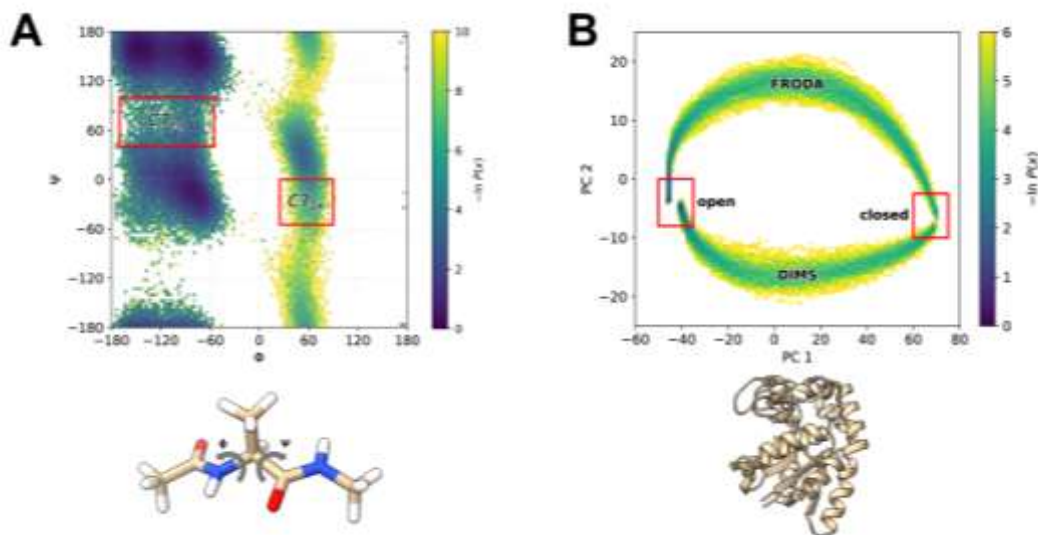 A
180
120
60
0
−60
−120
−180
Ψ
−180 −120 −60 0 60 120 180
Φ
10
8
6
4
2
0
−ln P(x)
C7
C7
Φ Ψ
B
20
10
0
−10
−20
PC 2
−60 −40 −20 0 20 40 60 80
PC 1
FRODA
open
closed
DIMS
6
5
4
3
2
1
0
−ln P(x)